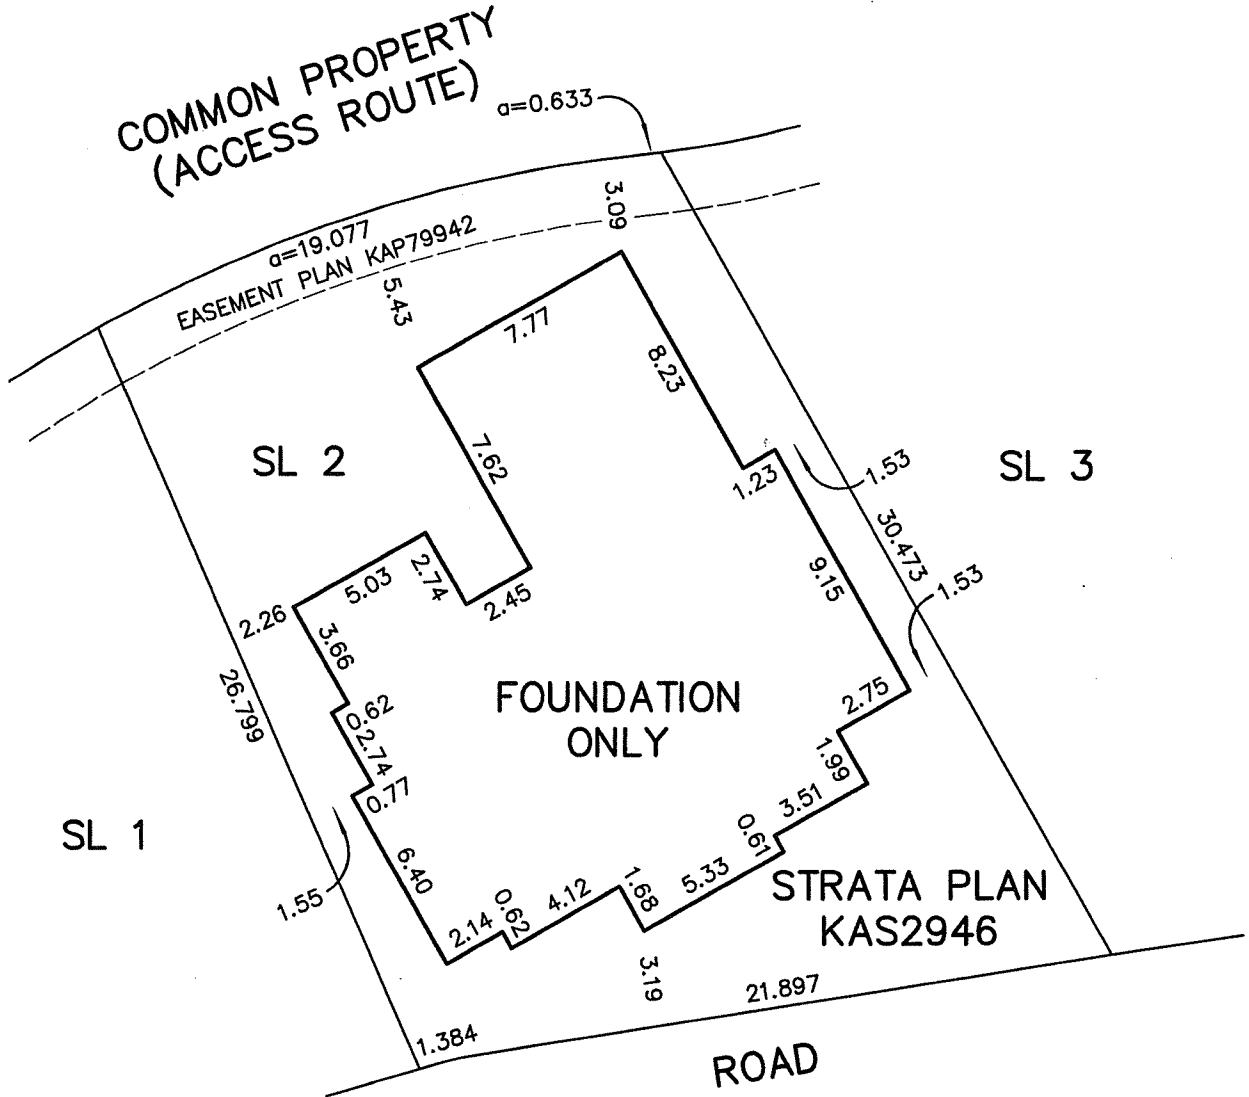 COMMON PROPERTY
(ACCESS ROUTE)
a=0.633
3.09
a=19.077
EASEMENT PLAN KAP79942
5.43
7.77
8.23
SL 2
7.62
1.23
1.53
SL 3
30.473
9.15
1.53
5.03
2.74
2.45
2.26
3.66
26.799
0.62
2.74
0.77
FOUNDATION
ONLY
2.75
1.99
3.51
0.61
SL 1
6.40
1.55
2.14
0.62
4.12
1.68
5.33
STRATA PLAN
KAS2946
3.19
21.897
1.384
ROAD